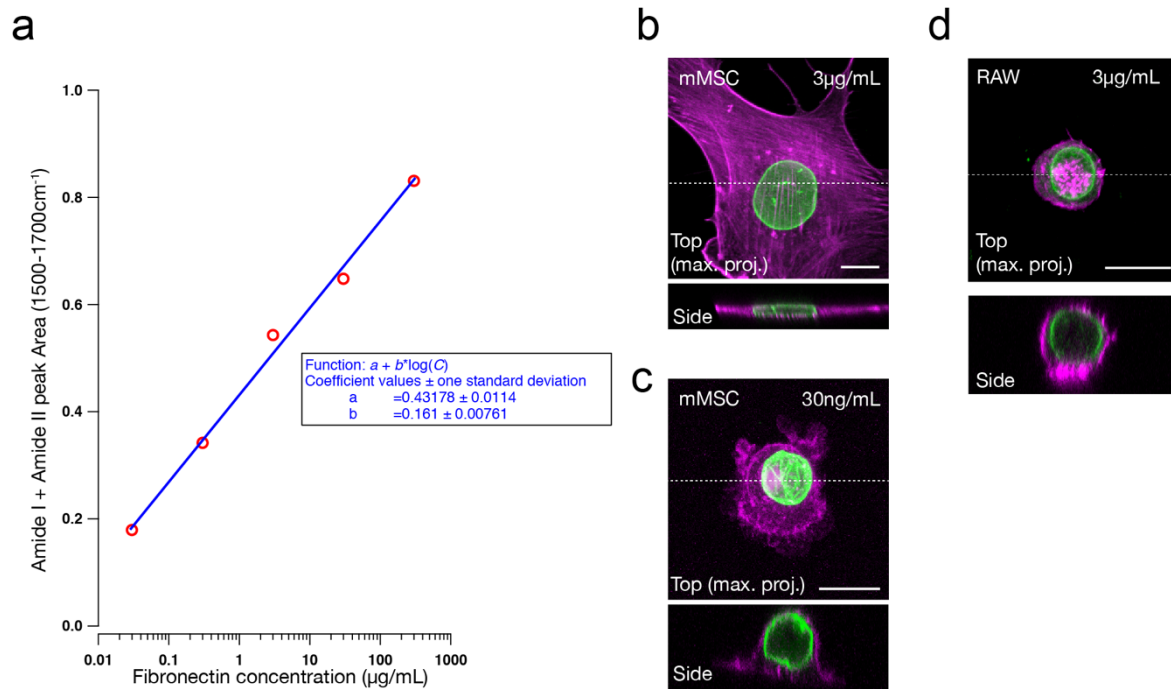 a
Amide I + Amide II peak Area (1500-1700cm⁻¹)
1.0
0.8
0.6
0.4
0.2
0.0
0.01 0.1 1 10 100 1000
Fibronectin concentration (µg/mL)
Function: a + b*log(C)
Coefficient values ± one standard deviation
a =0.43178 ± 0.0114
b =0.161 ± 0.00761
b
mMSC 3µg/mL
Top
(max. proj.)
Side
c
mMSC 30ng/mL
Top (max. proj.)
Side
d
RAW 3µg/mL
Top
(max. proj.)
Side